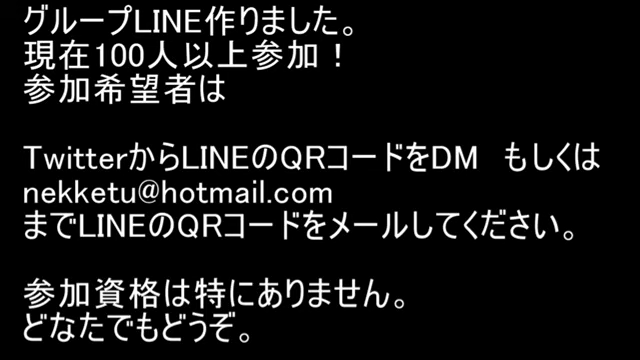 グループLINE作りました。
現在100人以上参加！
参加希望者は
TwitterからLINEのQRコードをDM　もしくは
nekketu@hotmail.com
までLINEのQRコードをメールしてください。
参加資格は特にありません。
どなたでもどうぞ。